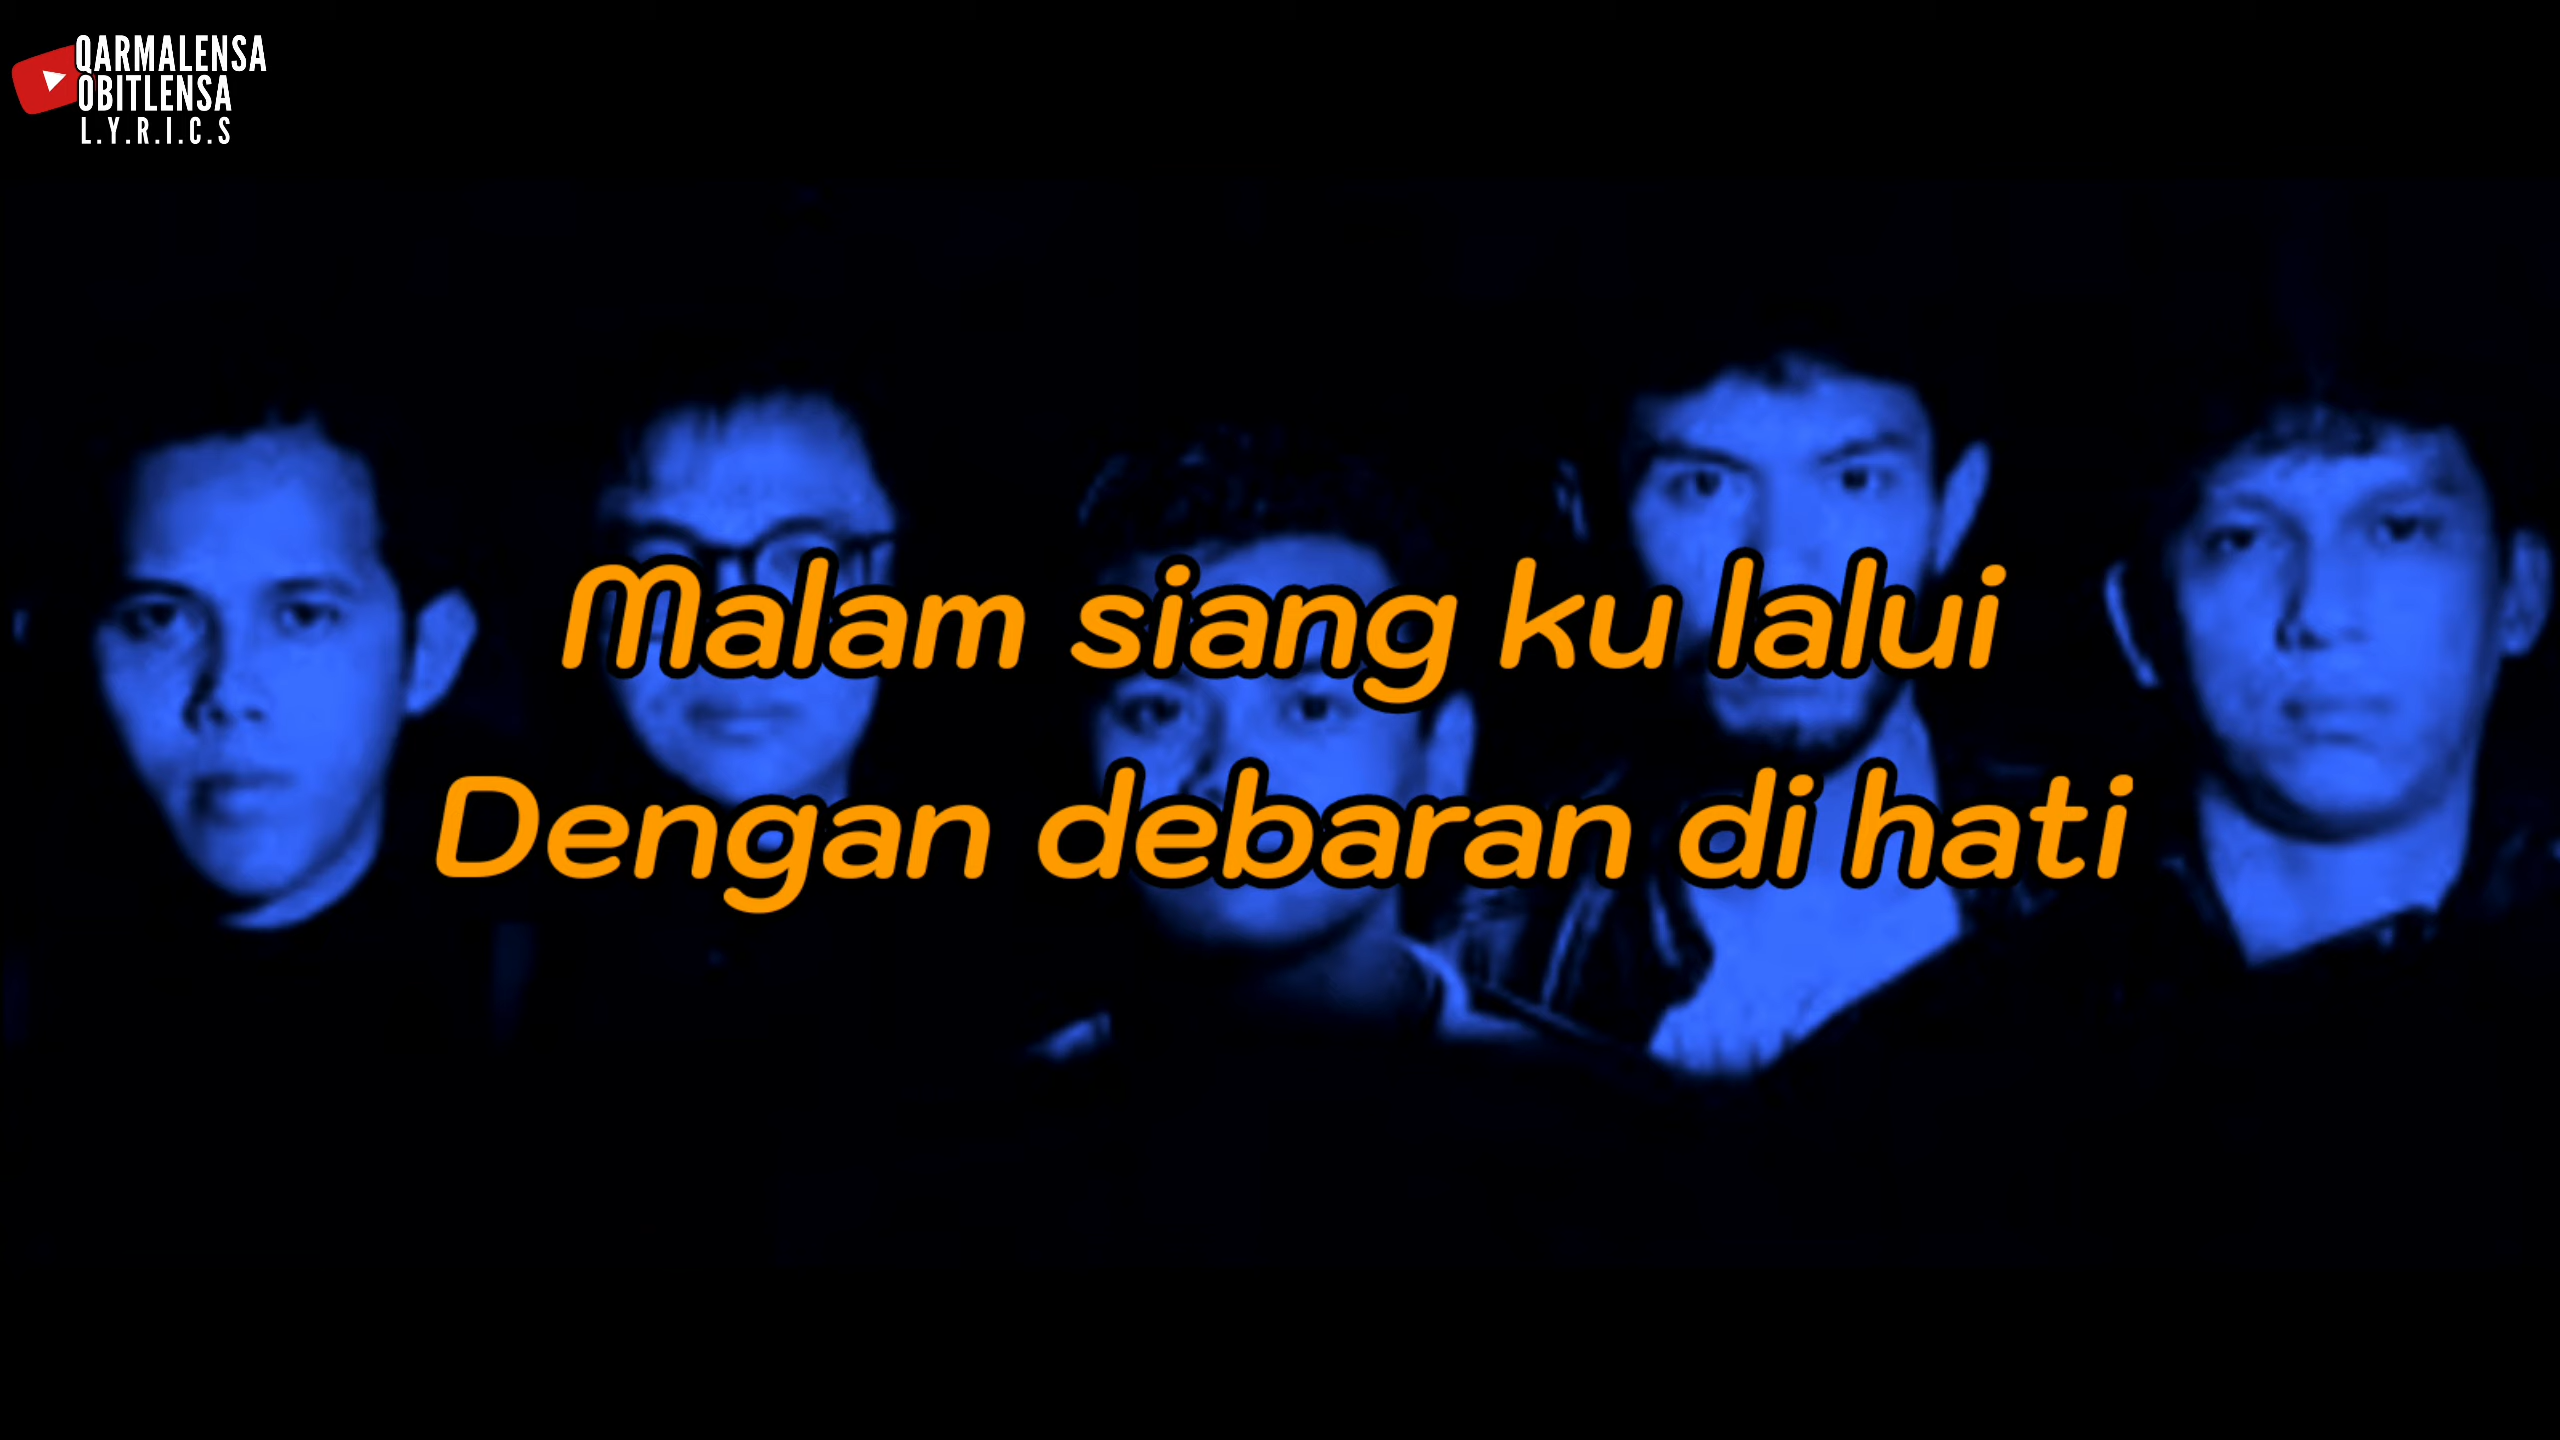 QARMALENSA
OBITLENSA
L.Y.R.I.C.S
Malam siang ku lalui
Dengan debaran di hati